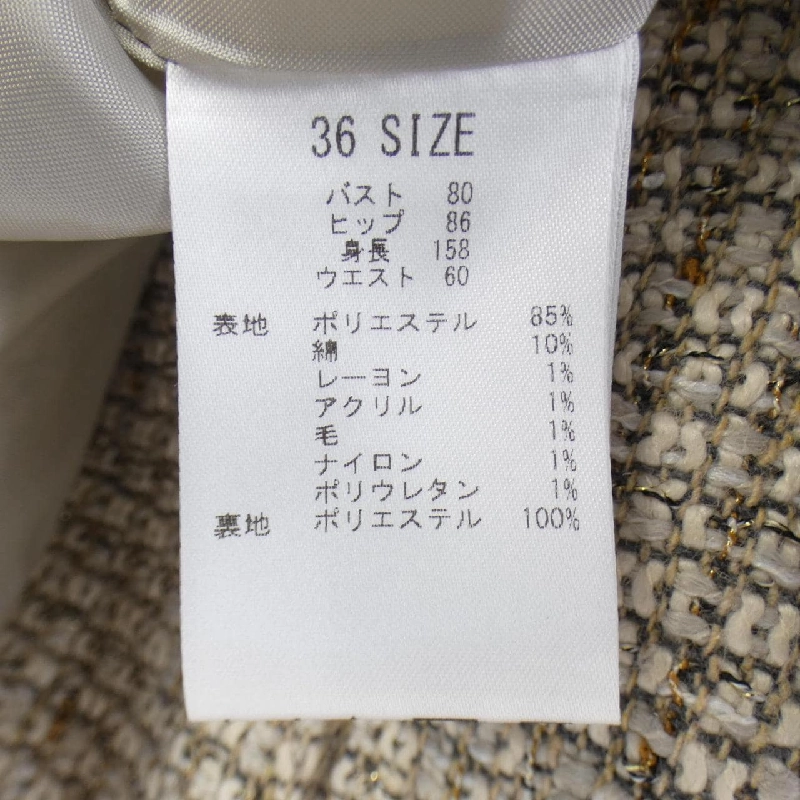 36 SIZE
バスト 80
ヒップ 86
身長 158
ウエスト 60
表地 ポリエステル 85%
綿 10%
レーヨン 1%
アクリル 1%
毛 1%
ナイロン 1%
ポリウレタン 1%
裏地 ポリエステル 100%